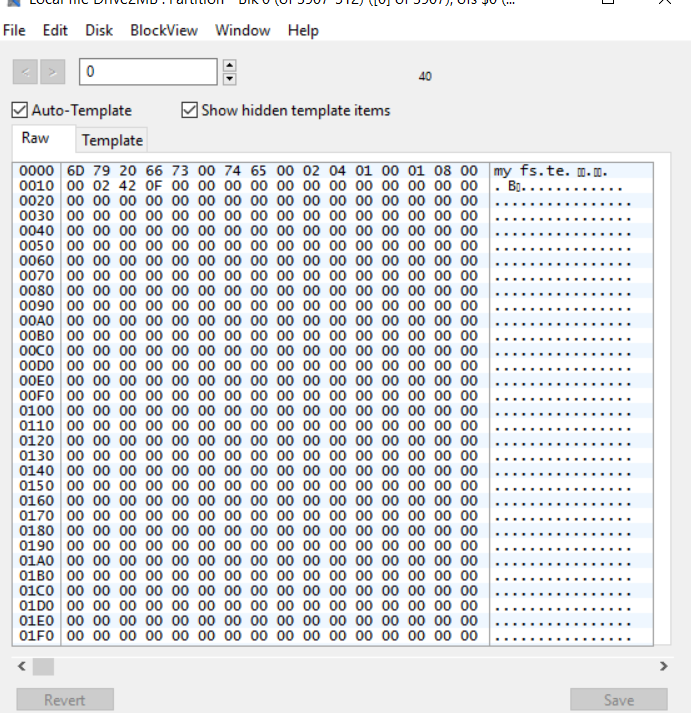 Local file Drive2MB : Partition - Blk 0 (of 3907-512) ([0] of 3907), ofs $0 (...
File Edit Disk BlockView Window Help
< > 0 40
Auto-Template Show hidden template items
Raw Template
0000 6D 79 20 66 73 00 74 65 00 02 04 01 00 01 08 00 my fs.te. ▯.▯.
0010 00 02 42 0F 00 00 00 00 00 00 00 00 00 00 00 00 . B▯............
0020 00 00 00 00 00 00 00 00 00 00 00 00 00 00 00 00 ................
0030 00 00 00 00 00 00 00 00 00 00 00 00 00 00 00 00 ................
0040 00 00 00 00 00 00 00 00 00 00 00 00 00 00 00 00 ................
0050 00 00 00 00 00 00 00 00 00 00 00 00 00 00 00 00 ................
0060 00 00 00 00 00 00 00 00 00 00 00 00 00 00 00 00 ................
0070 00 00 00 00 00 00 00 00 00 00 00 00 00 00 00 00 ................
0080 00 00 00 00 00 00 00 00 00 00 00 00 00 00 00 00 ................
0090 00 00 00 00 00 00 00 00 00 00 00 00 00 00 00 00 ................
00A0 00 00 00 00 00 00 00 00 00 00 00 00 00 00 00 00 ................
00B0 00 00 00 00 00 00 00 00 00 00 00 00 00 00 00 00 ................
00C0 00 00 00 00 00 00 00 00 00 00 00 00 00 00 00 00 ................
00D0 00 00 00 00 00 00 00 00 00 00 00 00 00 00 00 00 ................
00E0 00 00 00 00 00 00 00 00 00 00 00 00 00 00 00 00 ................
00F0 00 00 00 00 00 00 00 00 00 00 00 00 00 00 00 00 ................
0100 00 00 00 00 00 00 00 00 00 00 00 00 00 00 00 00 ................
0110 00 00 00 00 00 00 00 00 00 00 00 00 00 00 00 00 ................
0120 00 00 00 00 00 00 00 00 00 00 00 00 00 00 00 00 ................
0130 00 00 00 00 00 00 00 00 00 00 00 00 00 00 00 00 ................
0140 00 00 00 00 00 00 00 00 00 00 00 00 00 00 00 00 ................
0150 00 00 00 00 00 00 00 00 00 00 00 00 00 00 00 00 ................
0160 00 00 00 00 00 00 00 00 00 00 00 00 00 00 00 00 ................
0170 00 00 00 00 00 00 00 00 00 00 00 00 00 00 00 00 ................
0180 00 00 00 00 00 00 00 00 00 00 00 00 00 00 00 00 ................
0190 00 00 00 00 00 00 00 00 00 00 00 00 00 00 00 00 ................
01A0 00 00 00 00 00 00 00 00 00 00 00 00 00 00 00 00 ................
01B0 00 00 00 00 00 00 00 00 00 00 00 00 00 00 00 00 ................
01C0 00 00 00 00 00 00 00 00 00 00 00 00 00 00 00 00 ................
01D0 00 00 00 00 00 00 00 00 00 00 00 00 00 00 00 00 ................
01E0 00 00 00 00 00 00 00 00 00 00 00 00 00 00 00 00 ................
01F0 00 00 00 00 00 00 00 00 00 00 00 00 00 00 00 00 ................
Revert Save